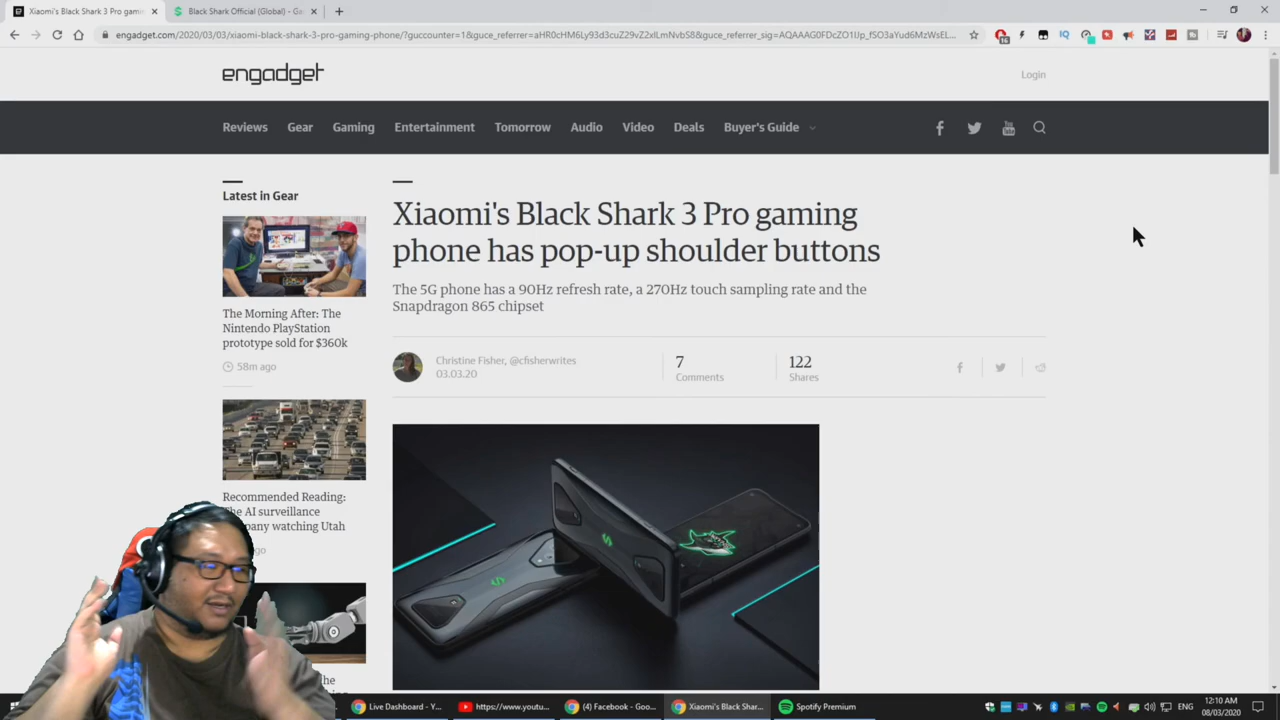 Xiaomi's Black Shark 3 Pro gami
Black Shark Official (Global) - Ga
engadget.com/2020/03/03/xiaomi-black-shark-3-pro-gaming-phone/?guccounter=1&guce_referrer=
engadget
Login
Reviews
Gear
Gaming
Entertainment
Tomorrow
Audio
Video
Deals
Buyer's Guide
Latest in Gear
The Morning After: The
Nintendo PlayStation
prototype sold for $360k
58m ago
Recommended Reading:
The AI surveillance
watching Utah
ago
Xiaomi's Black Shark 3 Pro gaming
phone has pop-up shoulder buttons
The 5G phone has a 90Hz refresh rate, a 270Hz touch sampling rate and the
Snapdragon 865 chipset
Christine Fisher, @cfisherwrites
03.03.20
7
Comments
122
Shares
Live Dashboard - Y...
https://www.youtu...
(4) Facebook - Goo...
Xiaomi's Black Shar...
Spotify Premium
ENG
12:10 AM
08/03/2020